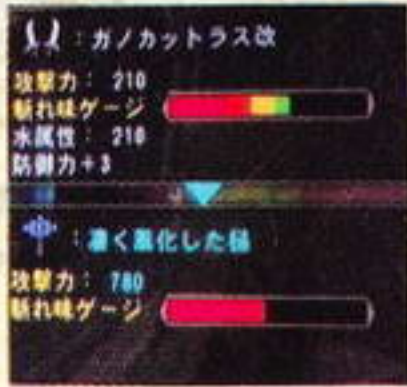 ：ガノカットラス改
攻撃力： 210
斬れ味ゲージ
水属性： 210
防御力＋3
：濃く風化した槌
攻撃力： 780
斬れ味ゲージ